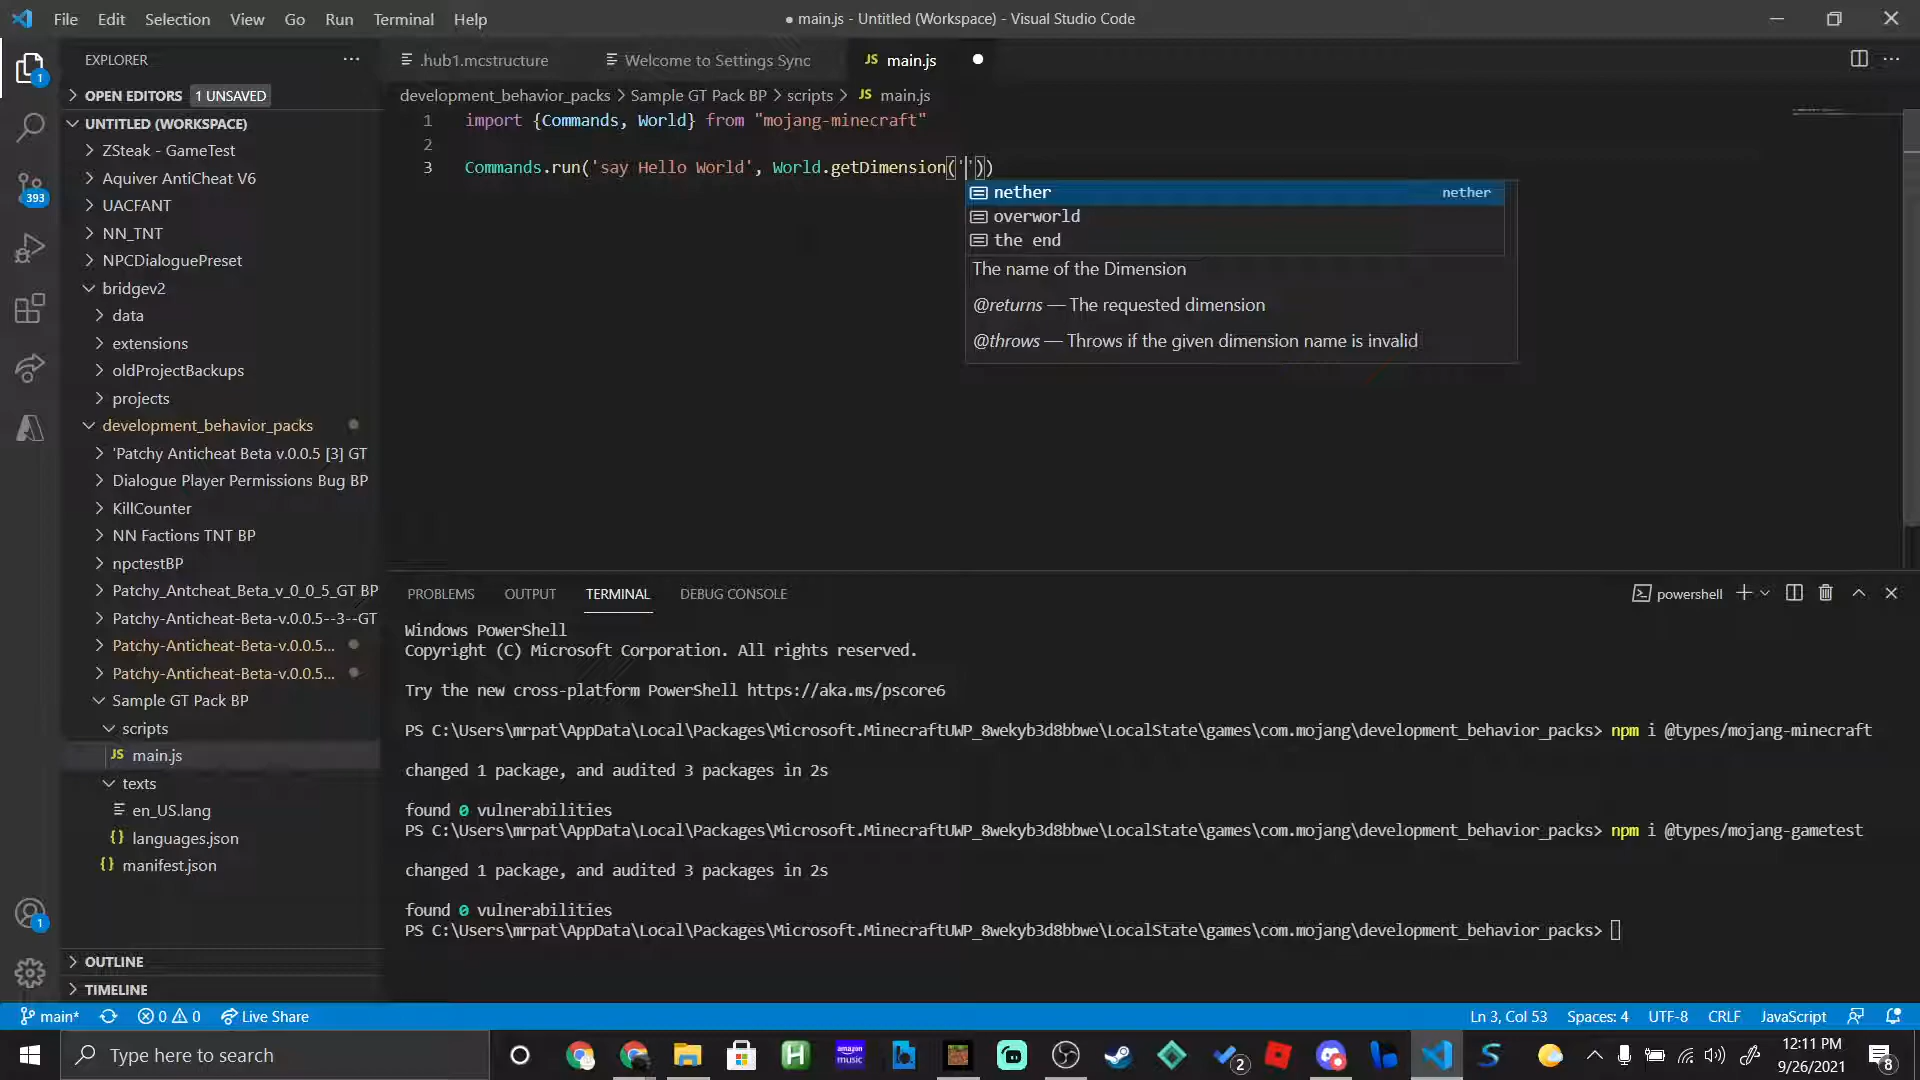 File Edit Selection View Go Run Terminal Help
● main.js - Untitled (Workspace) - Visual Studio Code
EXPLORER
OPEN EDITORS 1 UNSAVED
UNTITLED (WORKSPACE)
ZSteak - GameTest
Aquiver AntiCheat V6
UACFANT
NN_TNT
NPCDialoguePreset
bridgev2
data
extensions
oldProjectBackups
projects
development_behavior_packs
'Patchy Anticheat Beta v.0.0.5 [3] GT
Dialogue Player Permissions Bug BP
KillCounter
NN Factions TNT BP
npctestBP
Patchy_Antcheat_Beta_v_0_0_5_GT BP
Patchy-Anticheat-Beta-v.0.0.5--3--GT
Patchy-Anticheat-Beta-v.0.0.5...
Patchy-Anticheat-Beta-v.0.0.5...
Sample GT Pack BP
scripts
JS main.js
texts
en_US.lang
{} languages.json
{} manifest.json
OUTLINE
TIMELINE
1
393
1
.hub1.mcstructure
Welcome to Settings Sync
JS main.js
development_behavior_packs > Sample GT Pack BP > scripts > JS main.js
1 import {Commands, World} from "mojang-minecraft"
2
3 Commands.run('say Hello World', World.getDimension(''))
nether nether
overworld
the end
The name of the Dimension
@returns — The requested dimension
@throws — Throws if the given dimension name is invalid
PROBLEMS OUTPUT TERMINAL DEBUG CONSOLE
powershell
Windows PowerShell
Copyright (C) Microsoft Corporation. All rights reserved.
Try the new cross-platform PowerShell https://aka.ms/pscore6
PS C:\Users\mrpat\AppData\Local\Packages\Microsoft.MinecraftUWP_8wekyb3d8bbwe\LocalState\games\com.mojang\development_behavior_packs> npm i @types/mojang-minecraft
changed 1 package, and audited 3 packages in 2s
found 0 vulnerabilities
PS C:\Users\mrpat\AppData\Local\Packages\Microsoft.MinecraftUWP_8wekyb3d8bbwe\LocalState\games\com.mojang\development_behavior_packs> npm i @types/mojang-gametest
changed 1 package, and audited 3 packages in 2s
found 0 vulnerabilities
PS C:\Users\mrpat\AppData\Local\Packages\Microsoft.MinecraftUWP_8wekyb3d8bbwe\LocalState\games\com.mojang\development_behavior_packs>
main* 0 0 Live Share
Ln 3, Col 53 Spaces: 4 UTF-8 CRLF JavaScript
Type here to search
amazon music
2
12:11 PM
9/26/2021
8